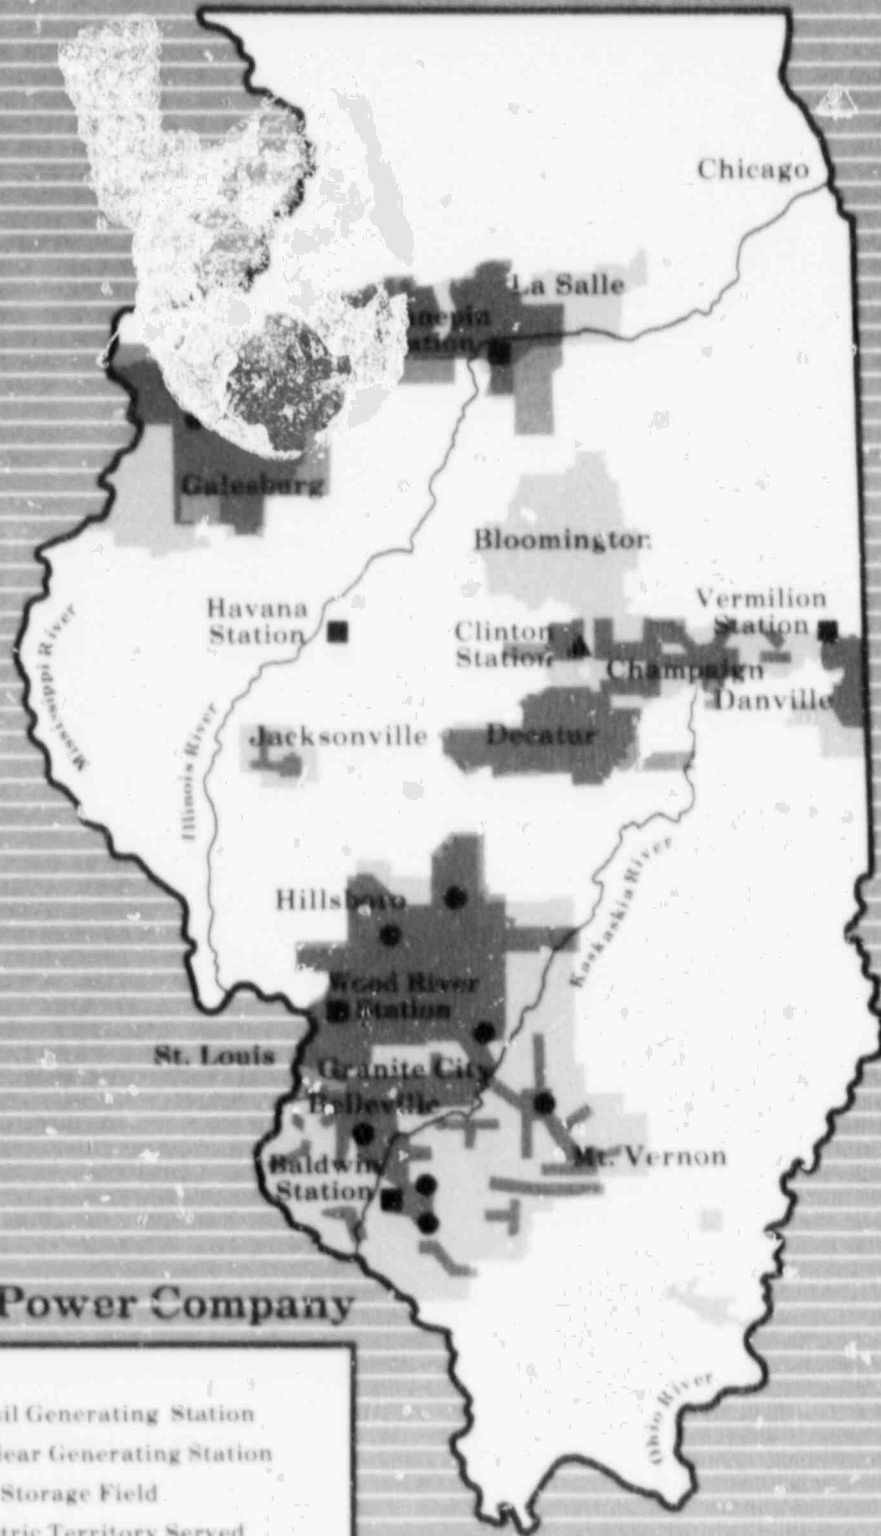 Chicago
La Salle
Galesburg
Bloomington
Havana
Station
Vermilion
Station
Clinton
Station
Champaign
Danville
Mississippi River
Illinois River
Jacksonville
Decatur
Kaskaskia River
Hillsboro
Wood River
Station
St. Louis
Granite City
Belleville
Baldwin
Station
Mt. Vernon
Power Company
Ohio River
Generating Station
Generating Station
Storage Field
Territory Served